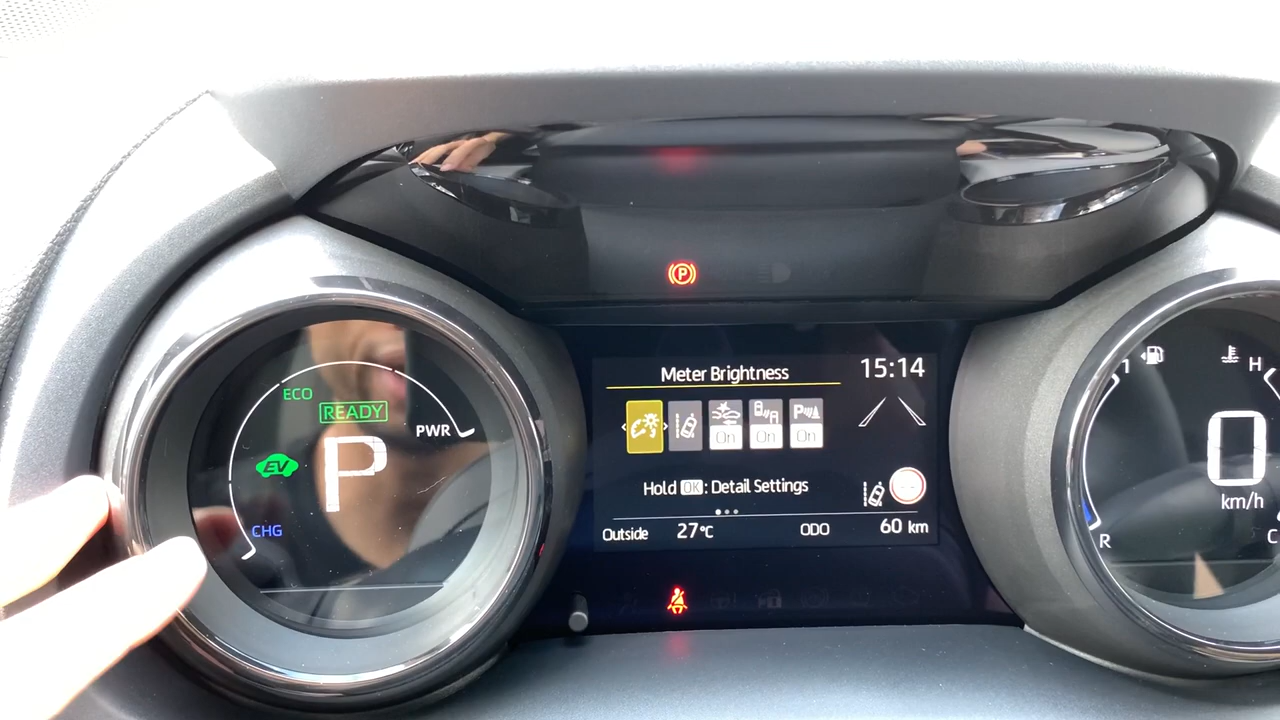 ECO
READY
PWR
P
EV
CHG
P
Meter Brightness
15:14
On
On
On
Hold OK: Detail Settings
Outside 27°C ODO 60 km
1
H
0
km/h
R
C